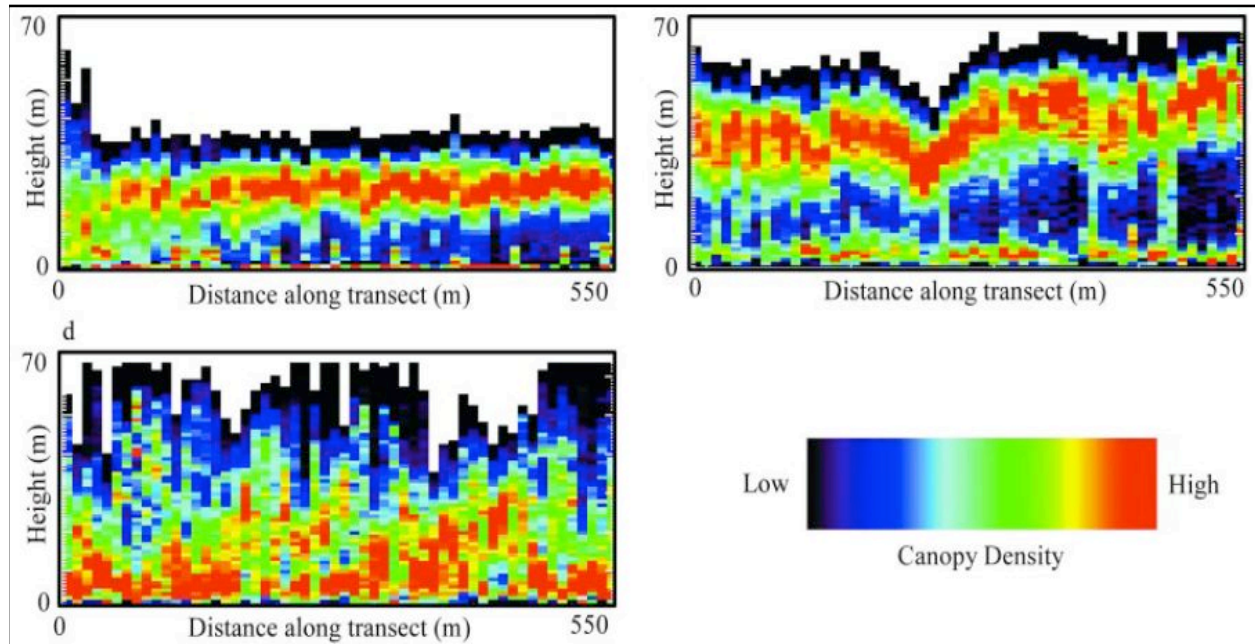 70
Height (m)
0
0
Distance along transect (m)
550
70
Height (m)
0
0
Distance along transect (m)
550
d
70
Height (m)
0
0
Distance along transect (m)
550
Low
High
Canopy Density